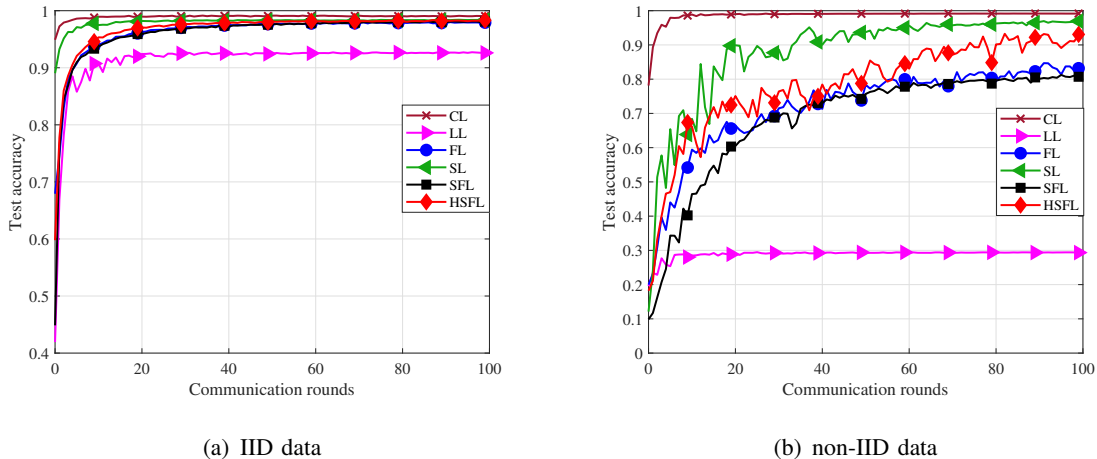 1
0.9
0.8
0.7
0.6
0.5
0.4
Test accuracy
0
20
40
60
80
100
Communication rounds
CL
LL
FL
SL
SFL
HSFL
(a) IID data
1
0.9
0.8
0.7
0.6
0.5
0.4
0.3
0.2
0.1
0
Test accuracy
0
20
40
60
80
100
Communication rounds
CL
LL
FL
SL
SFL
HSFL
(b) non-IID data